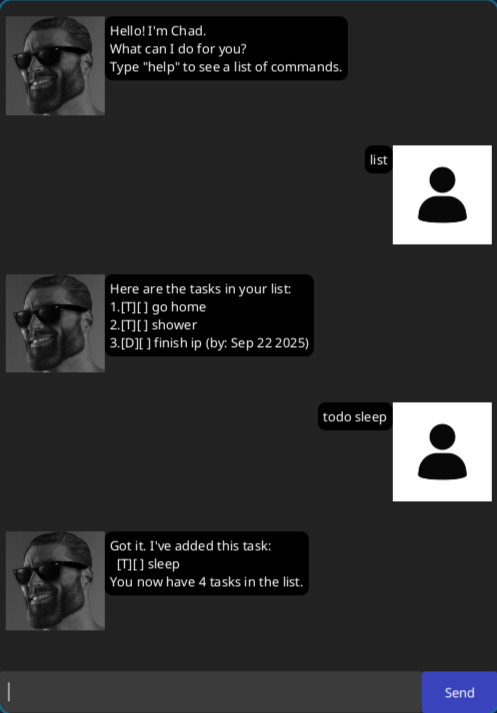 Hello! I'm Chad.
What can I do for you?
Type "help" to see a list of commands.
list
Here are the tasks in your list:
1.[T][ ] go home
2.[T][ ] shower
3.[D][ ] finish ip (by: Sep 22 2025)
todo sleep
Got it. I've added this task:
  [T][ ] sleep
You now have 4 tasks in the list.
Send